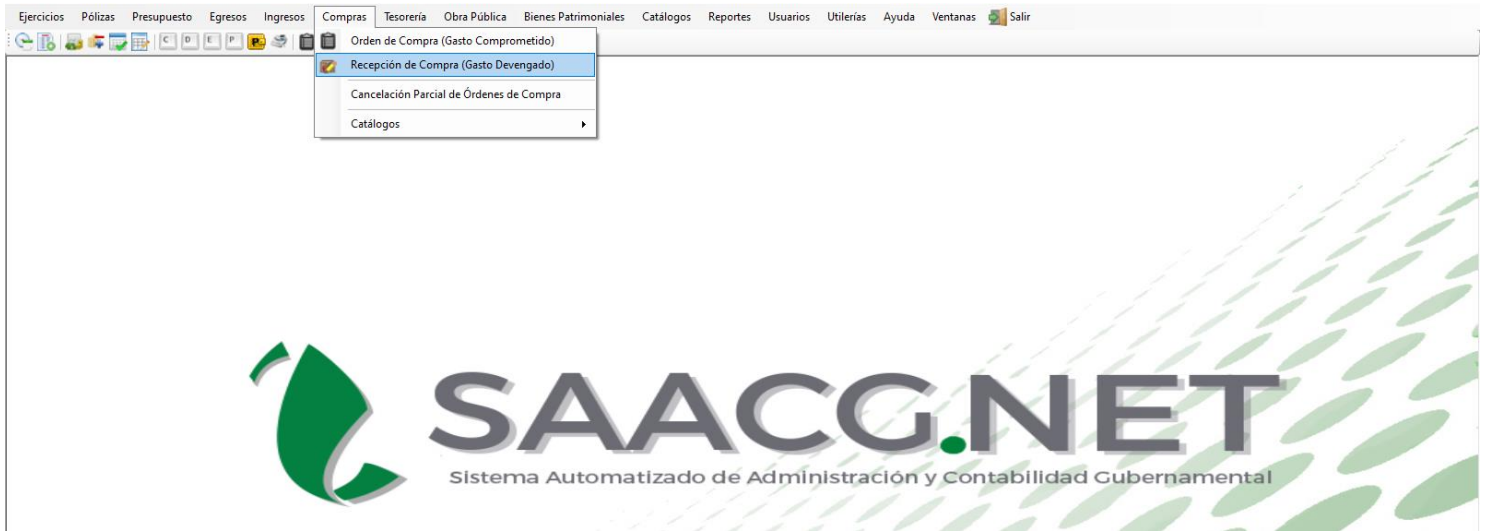 Ejercicios Pólizas Presupuesto Egresos Ingresos Compras Tesorería Obra Pública Bienes Patrimoniales Catálogos Reportes Usuarios Utilerías Ayuda Ventanas Salir
C D E P P
Orden de Compra (Gasto Comprometido)
Recepción de Compra (Gasto Devengado)
Cancelación Parcial de Órdenes de Compra
Catálogos
SAACG.NET
Sistema Automatizado de Administración y Contabilidad Gubernamental